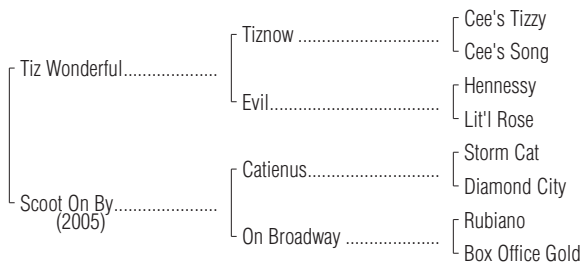 Cee's Tizzy
Tiznow ..............................
Cee's Song
Tiz Wonderful....................
Hennessy
Evil....................................
Lit'l Rose
Storm Cat
Catienus............................
Diamond City
Scoot On By......................
(2005)
Rubiano
On Broadway ....................
Box Office Gold